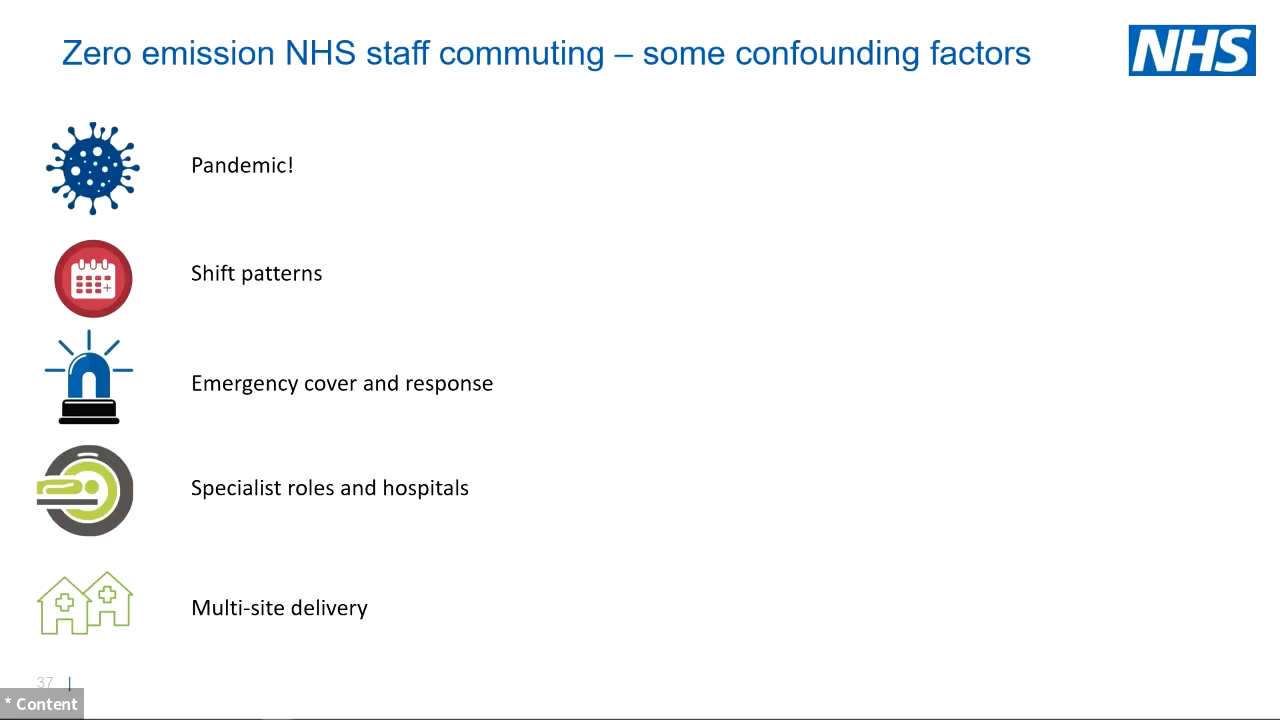 Zero emission NHS staff commuting – some confounding factors
NHS
Pandemic!
Shift patterns
Emergency cover and response
Specialist roles and hospitals
Multi-site delivery
37 |
* Content